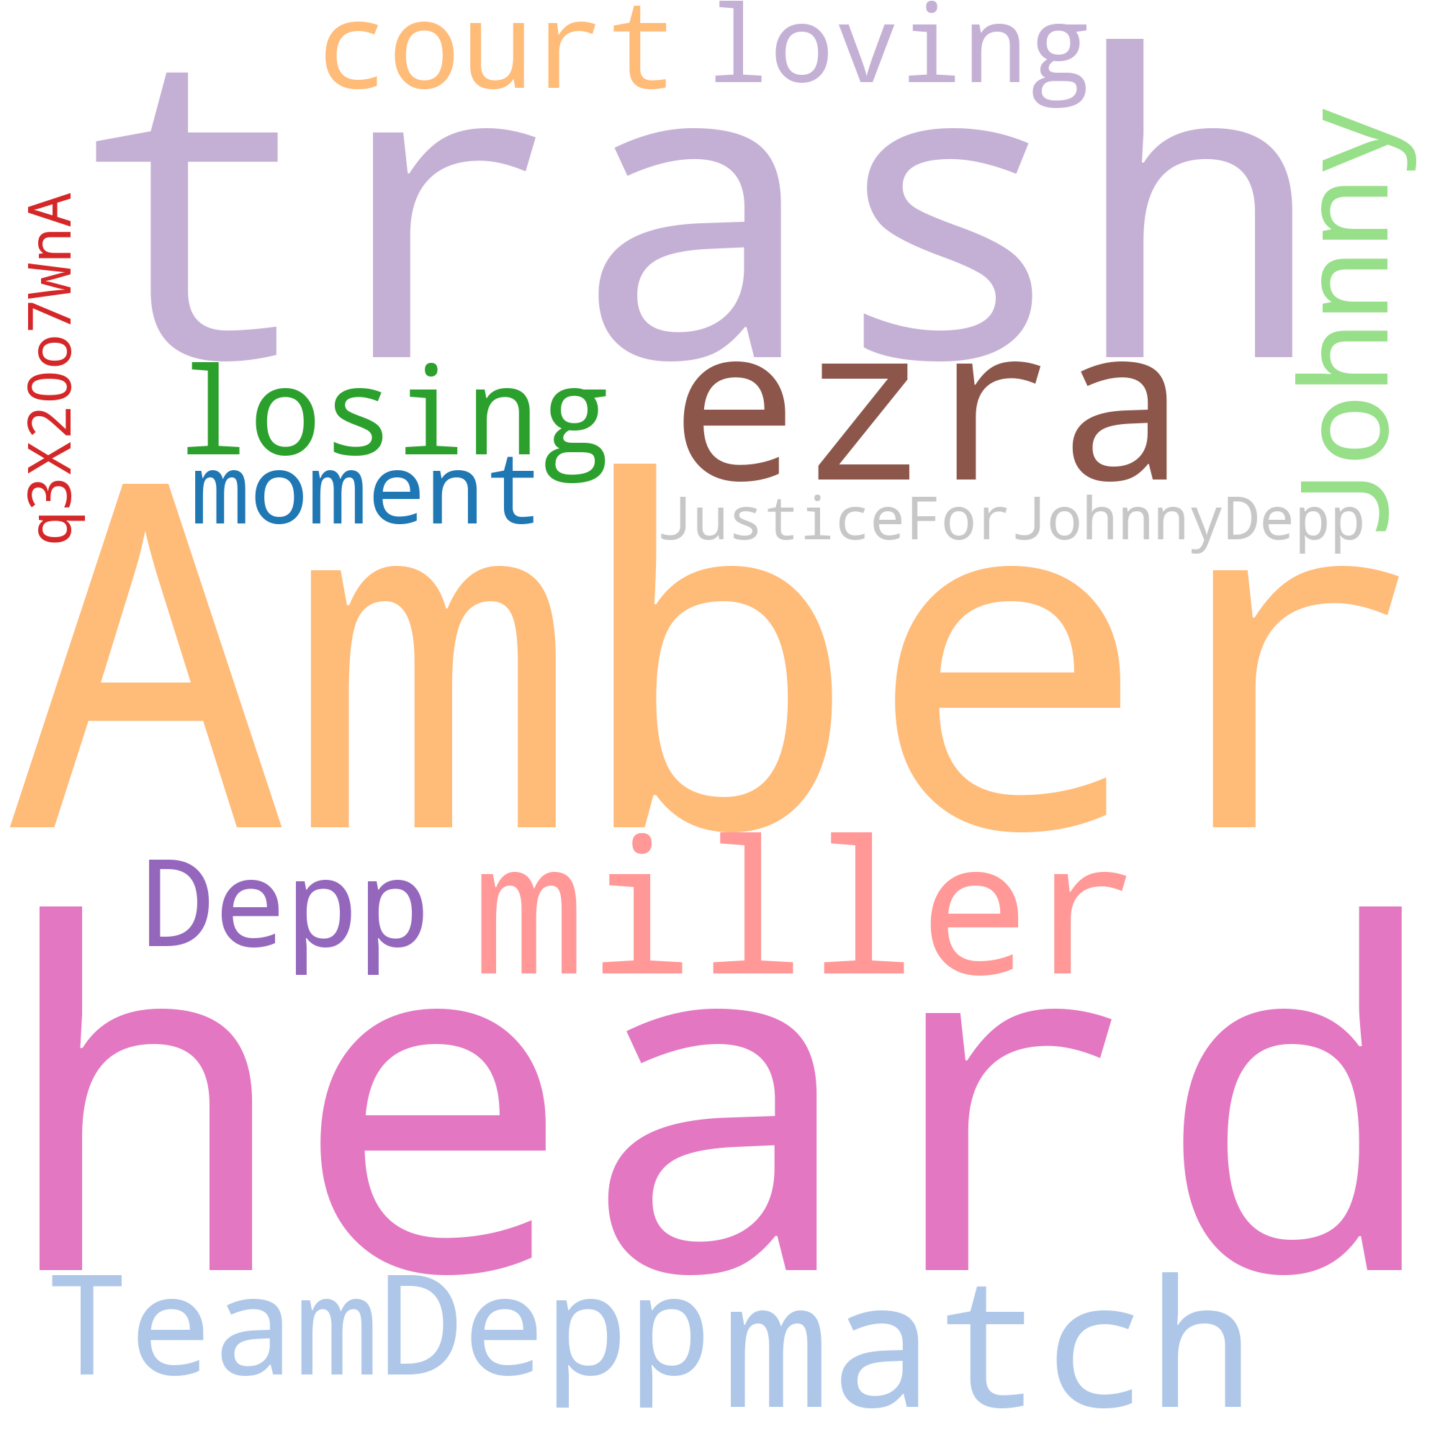 court loving
trash
Johnny
q3X20o7WnA
losing ezra
moment JusticeForJohnnyDepp
Amber
Depp miller
heard
TeamDepp match